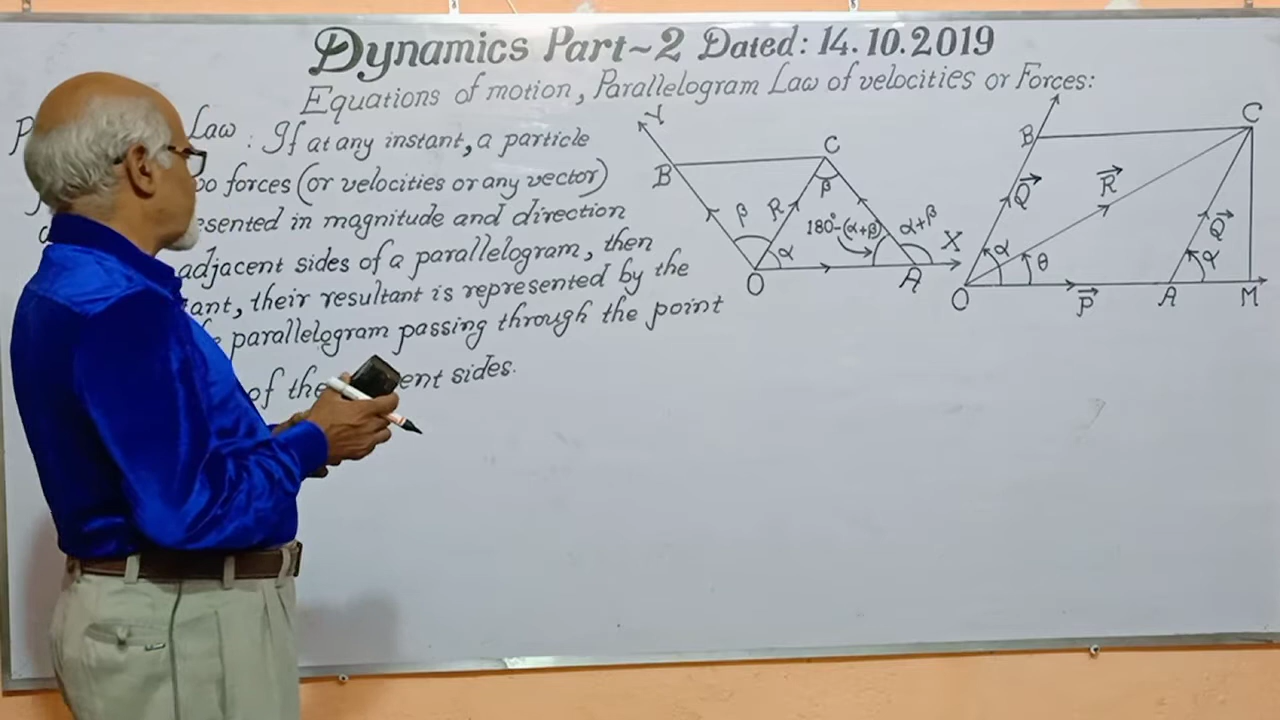 Dynamics Part~2 Dated: 14.10.2019
Equations of motion, Parallelogram Law of velocities or Forces:
P Law : If at any instant, a particle
forces (or velocities or any vector)
esented in magnitude and direction
adjacent sides of a parallelogram, then
ant, their resultant is represented by the
parallelogram passing through the point
of the ent sides.
Y
B
C
β
β
R
α
180°-(α+β)
α+β
X
O
A
B
C
Q⃗
R⃗
Q⃗
α
θ
α
O
P⃗
A
M